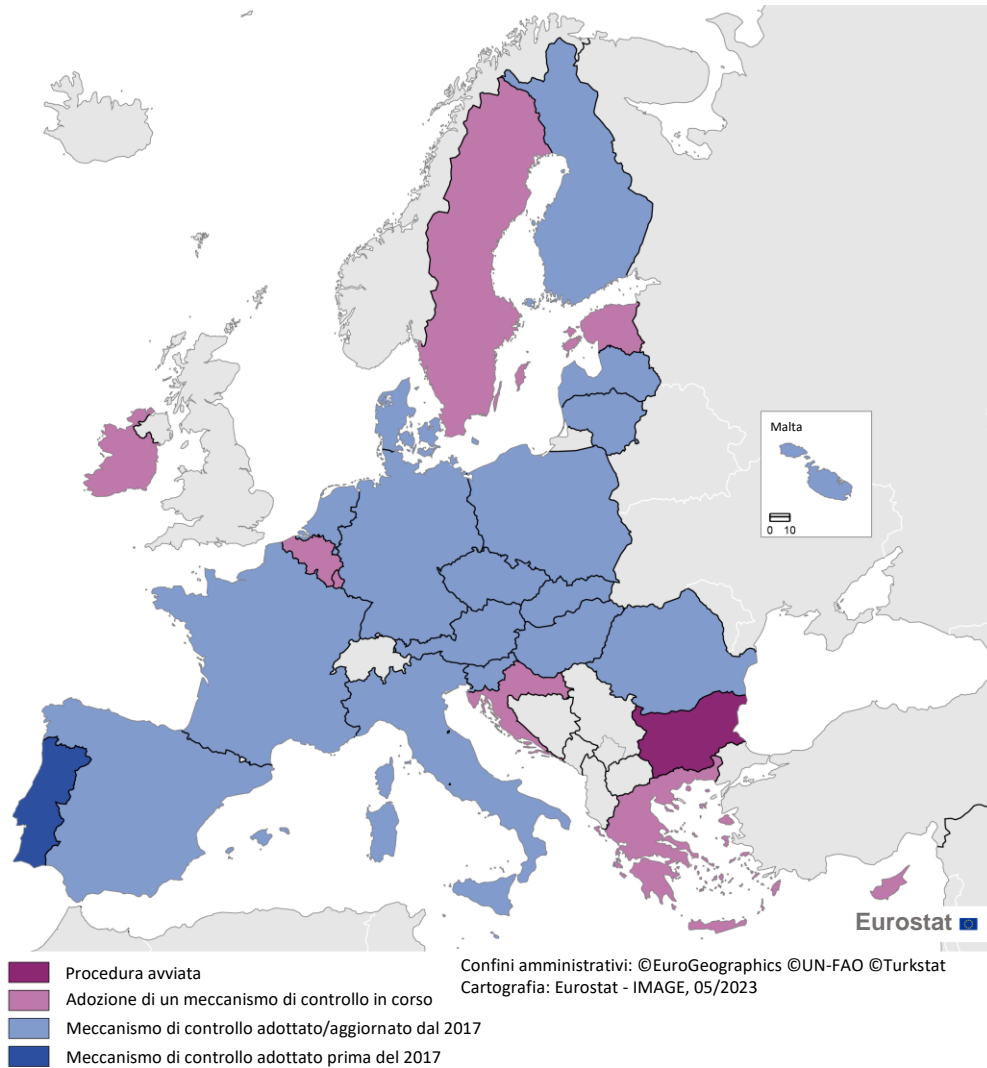 Malta
0 10
Eurostat
Procedura avviata
Adozione di un meccanismo di controllo in corso
Meccanismo di controllo adottato/aggiornato dal 2017
Meccanismo di controllo adottato prima del 2017
Confini amministrativi: ©EuroGeographics ©UN-FAO ©Turkstat
Cartografia: Eurostat - IMAGE, 05/2023